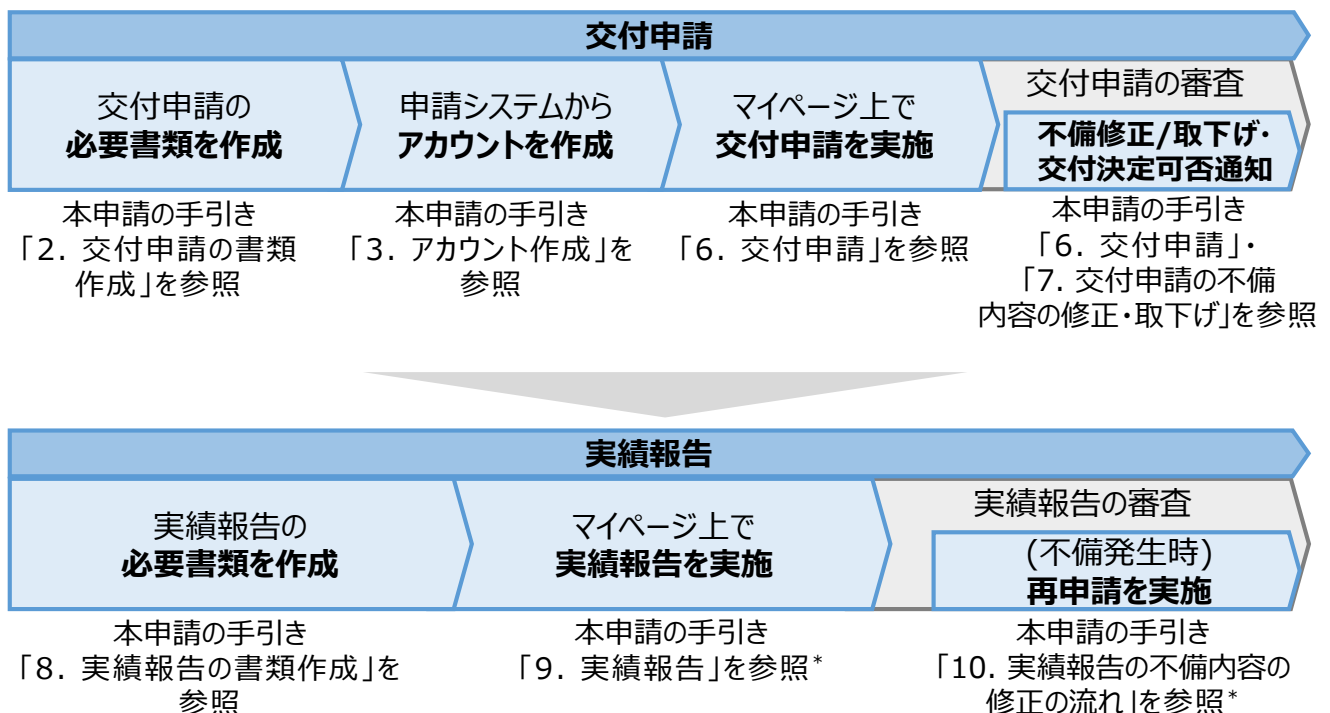 交付申請
交付申請の
必要書類を作成
申請システムから
アカウントを作成
マイページ上で
交付申請を実施
交付申請の審査
不備修正/取下げ・
交付決定可否通知
本申請の手引き
「2. 交付申請の書類
作成」を参照
本申請の手引き
「3. アカウント作成」を
参照
本申請の手引き
「6. 交付申請」を参照
本申請の手引き
「6. 交付申請」・
「7. 交付申請の不備
内容の修正・取下げ」を参照
実績報告
実績報告の
必要書類を作成
マイページ上で
実績報告を実施
実績報告の審査
(不備発生時)
再申請を実施
本申請の手引き
「8. 実績報告の書類作成」を
参照
本申請の手引き
「9. 実績報告」を参照*
本申請の手引き
「10. 実績報告の不備内容の
修正の流れ」を参照*